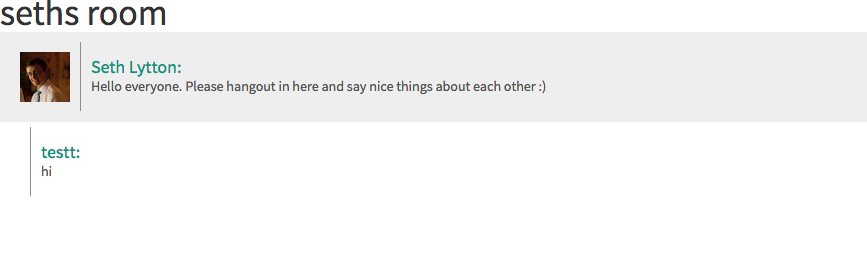 seths room
Seth Lytton:
Hello everyone. Please hangout in here and say nice things about each other :)
testt:
hi